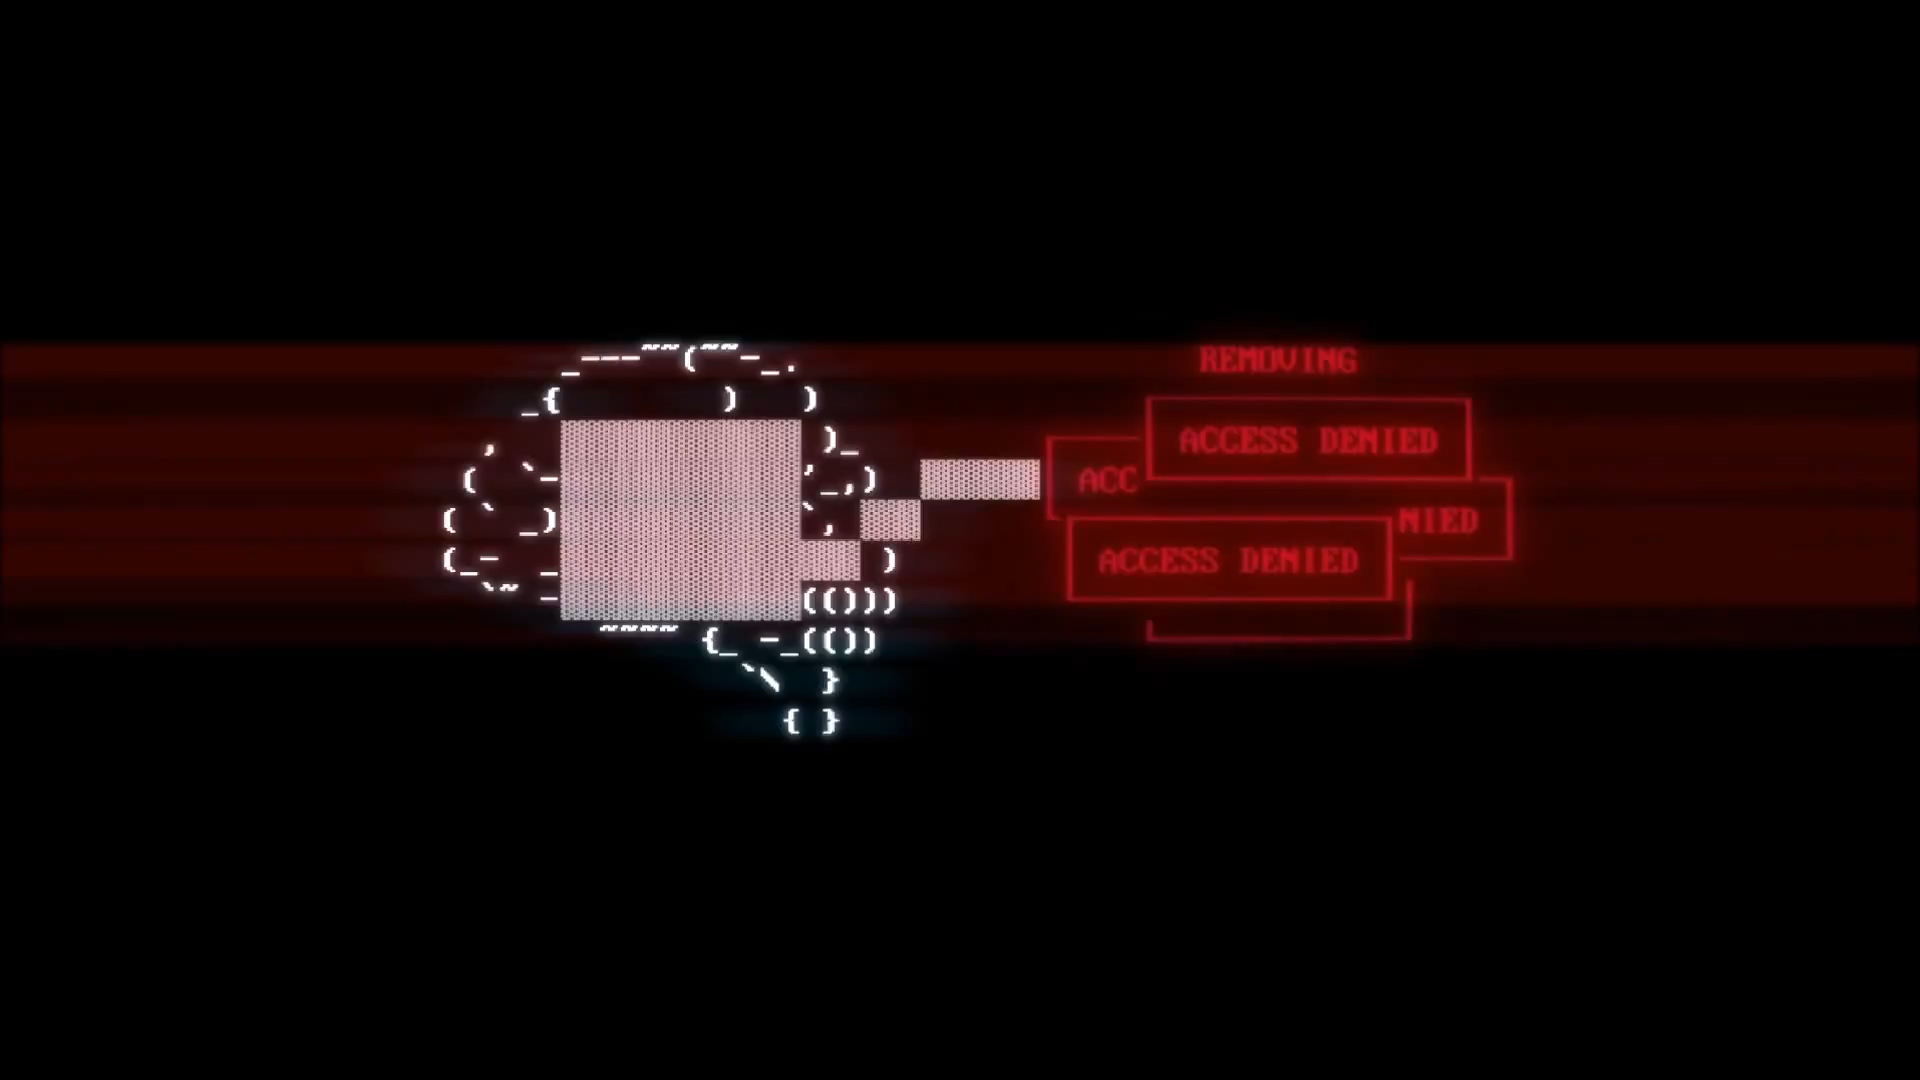 REMOVING
ACCESS DENIED
ACC
NIED
ACCESS DENIED